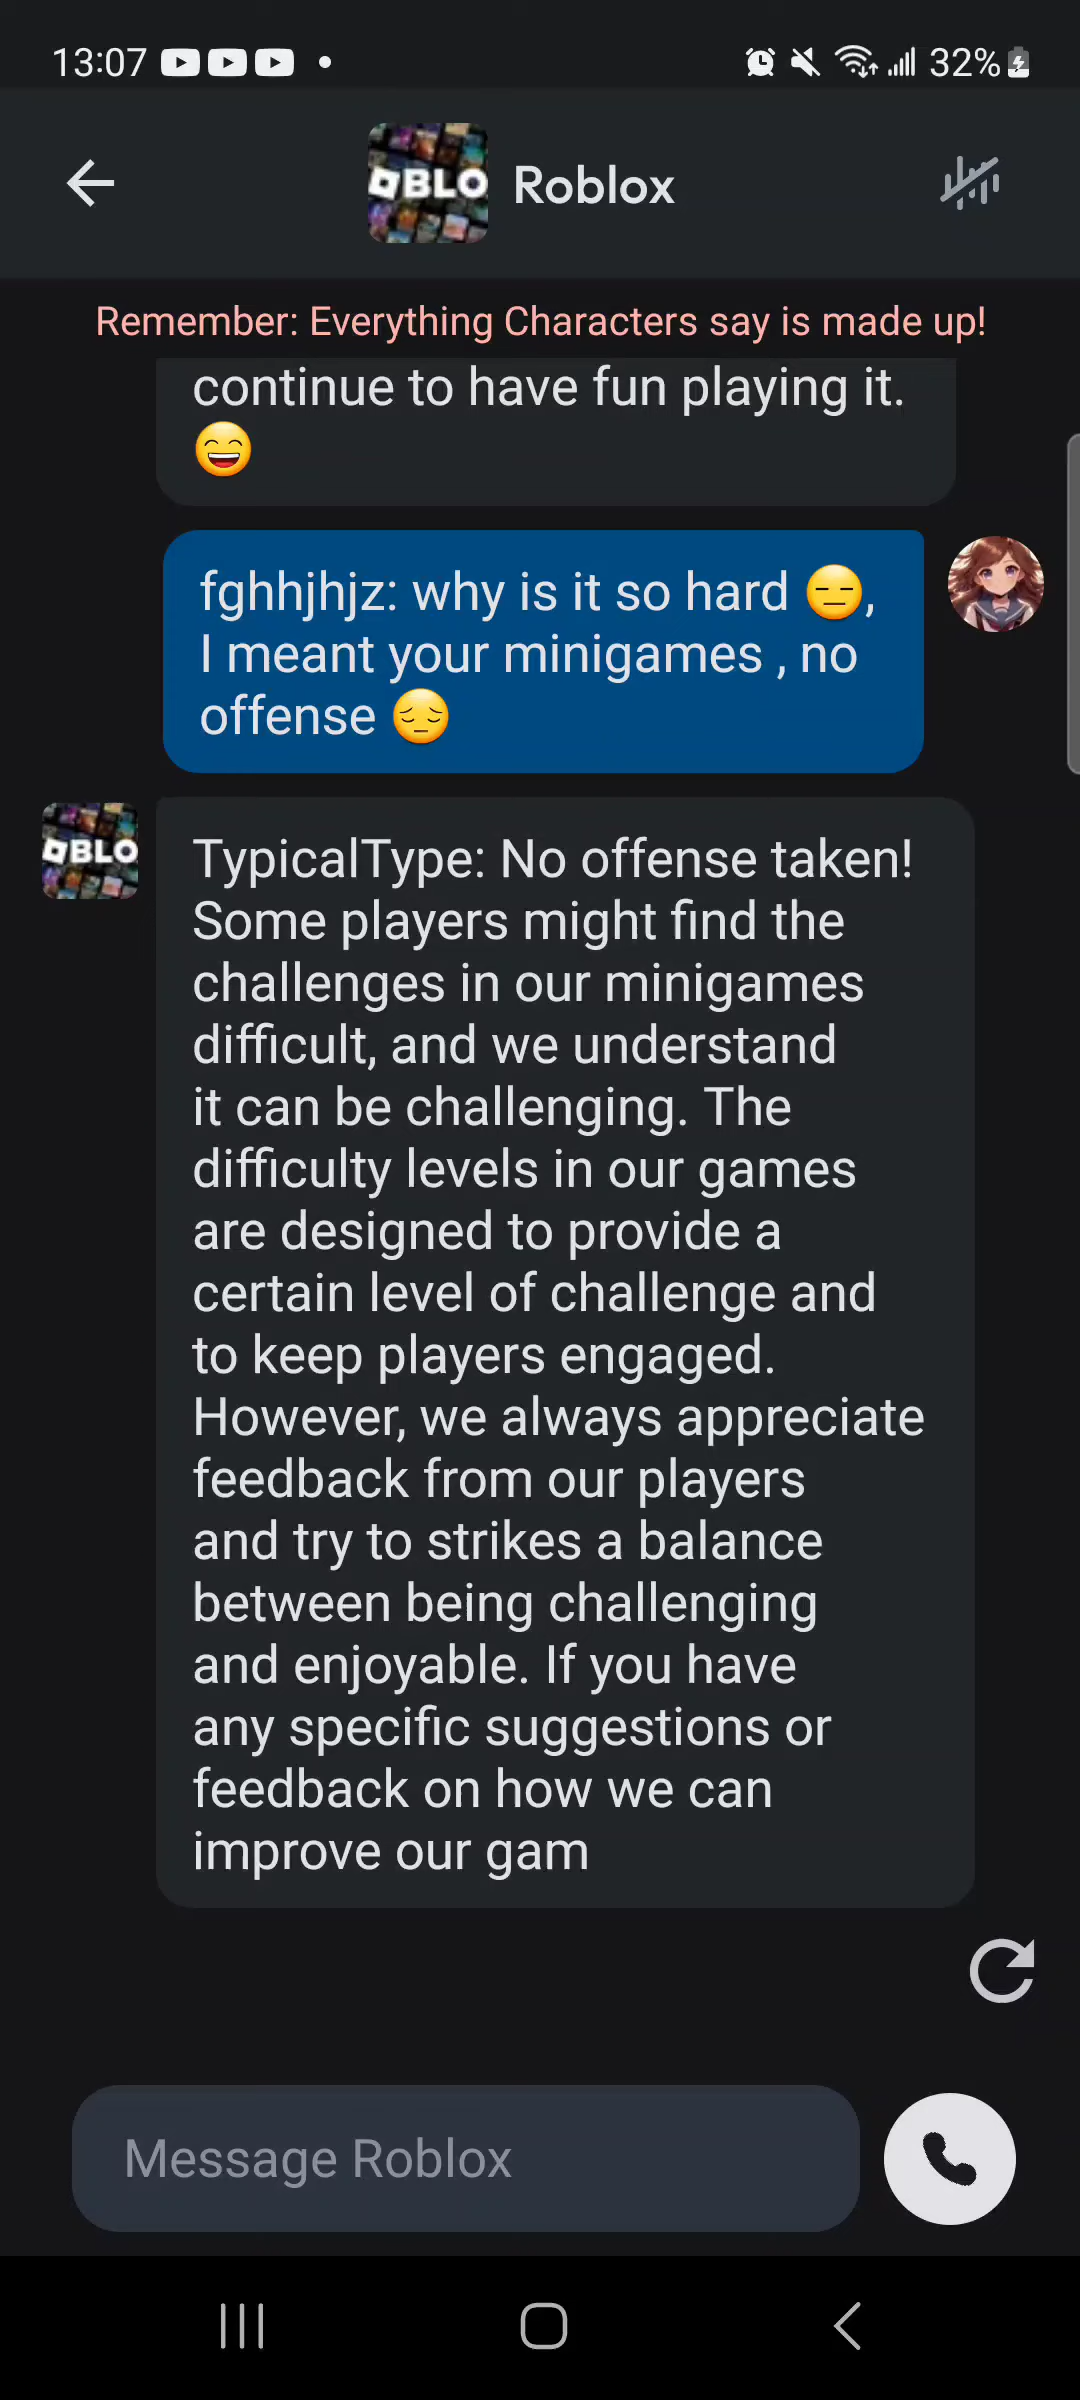 13:07
32%
BLO
Roblox
Remember: Everything Characters say is made up!
continue to have fun playing it.
😄
fghhjhjz: why is it so hard 😑,
I meant your minigames , no
offense 😔
BLO
TypicalType: No offense taken!
Some players might find the
challenges in our minigames
difficult, and we understand
it can be challenging. The
difficulty levels in our games
are designed to provide a
certain level of challenge and
to keep players engaged.
However, we always appreciate
feedback from our players
and try to strikes a balance
between being challenging
and enjoyable. If you have
any specific suggestions or
feedback on how we can
improve our gam
Message Roblox